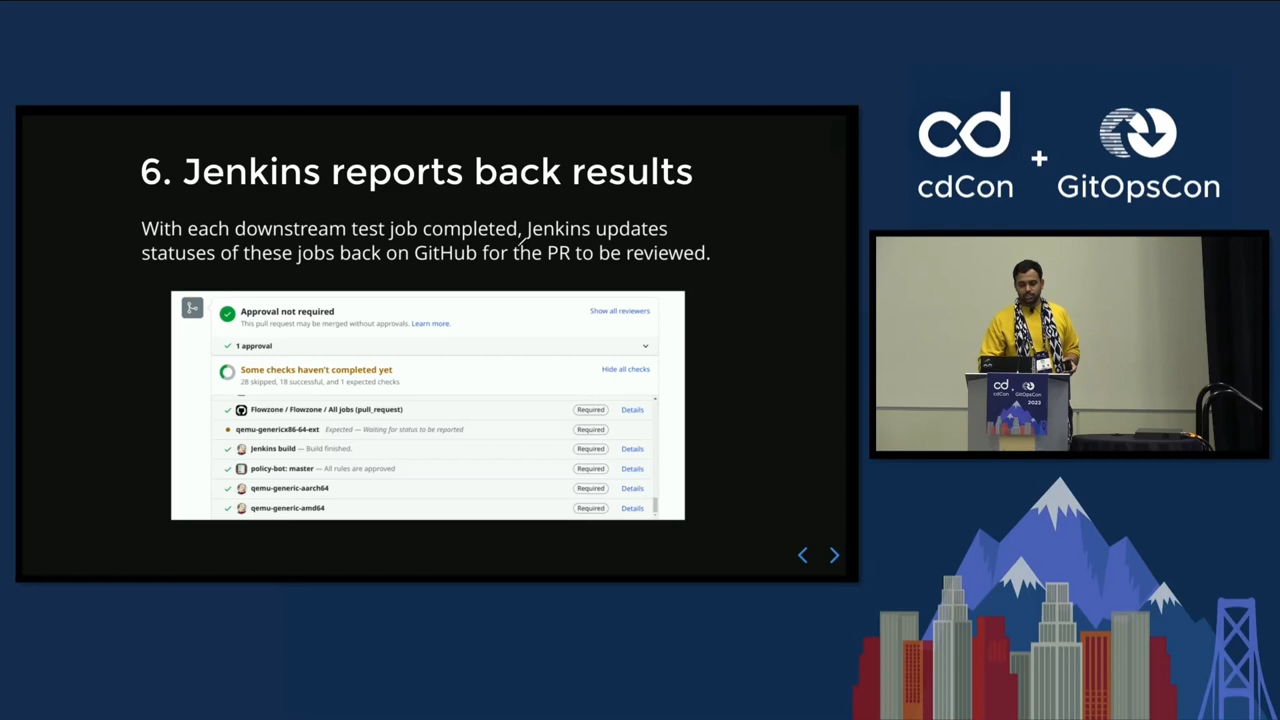 6. Jenkins reports back results
With each downstream test job completed, Jenkins updates
statuses of these jobs back on GitHub for the PR to be reviewed.
Approval not required
This pull request may be merged without approvals. Learn more.
Show all reviewers
1 approval
Some checks haven't completed yet
28 skipped, 18 successful, and 1 expected checks
Hide all checks
Flowzone / Flowzone / All jobs (pull_request) Required Details
qemu-genericx86-64-ext Expected — Waiting for status to be reported Required
Jenkins build — Build finished. Required Details
policy-bot: master — All rules are approved Required Details
qemu-generic-aarch64 Required Details
qemu-generic-amd64 Required Details
cd
cdCon
+
GitOpsCon
cd
cdCon
GitOpsCon
2023